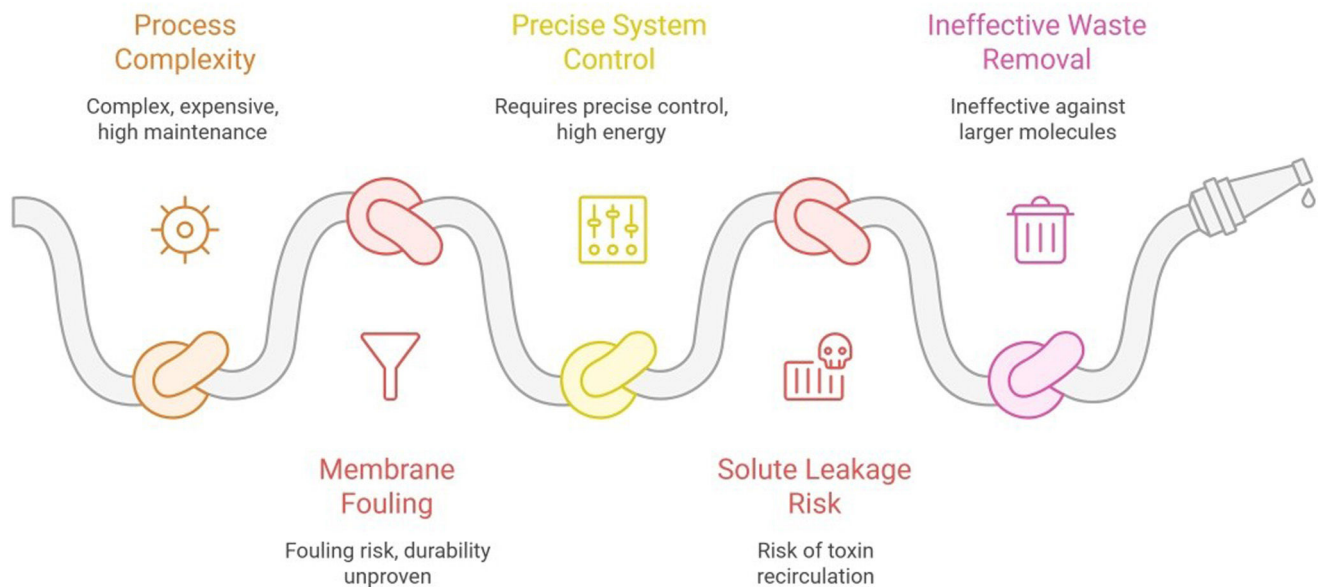 Process
Complexity
Complex, expensive,
high maintenance
Membrane
Fouling
Fouling risk, durability
unproven
Precise System
Control
Requires precise control,
high energy
Solute Leakage
Risk
Risk of toxin
recirculation
Ineffective Waste
Removal
Ineffective against
larger molecules